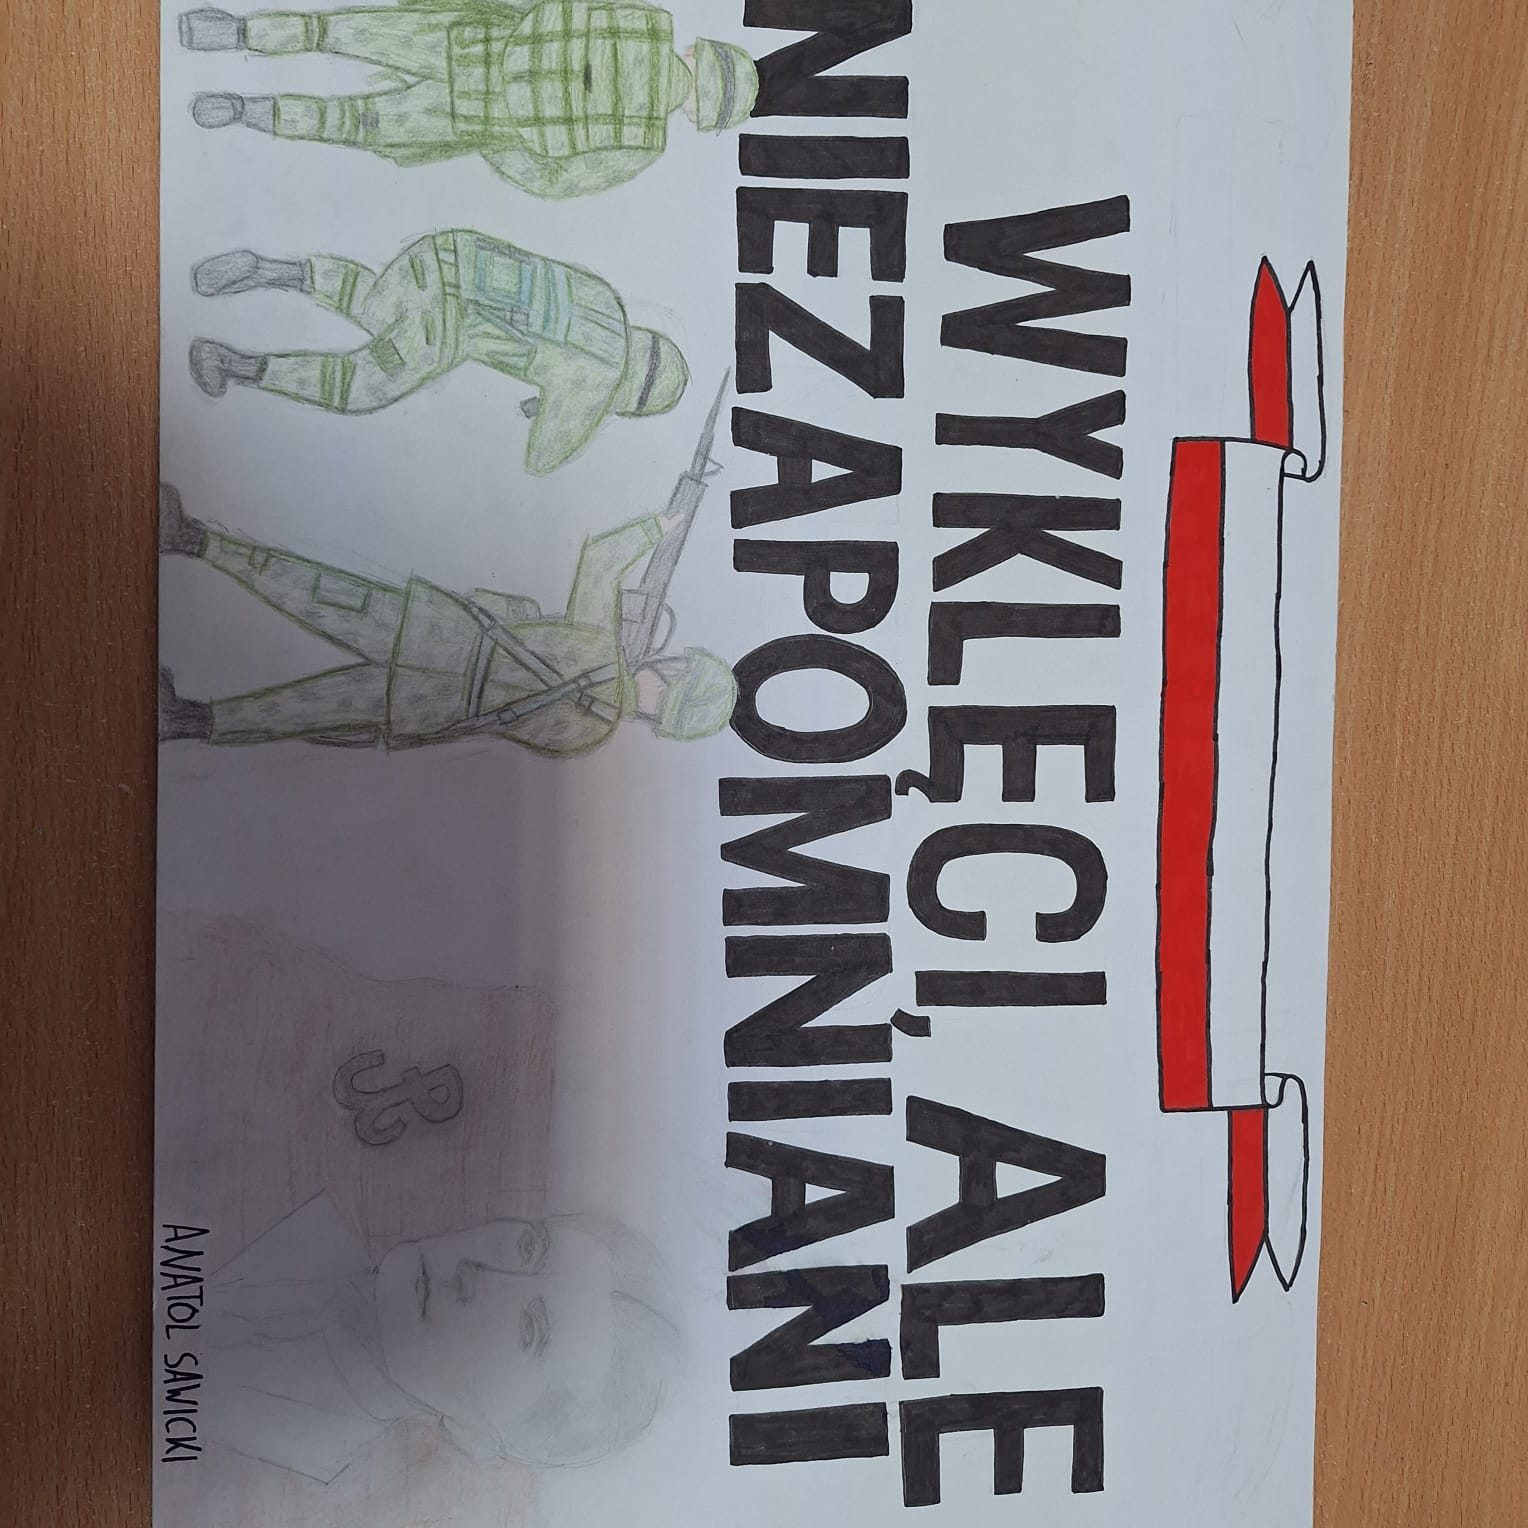 WYKLĘCI, ALE
NIEZAPOMNIANI
ANATOL SAWICKI